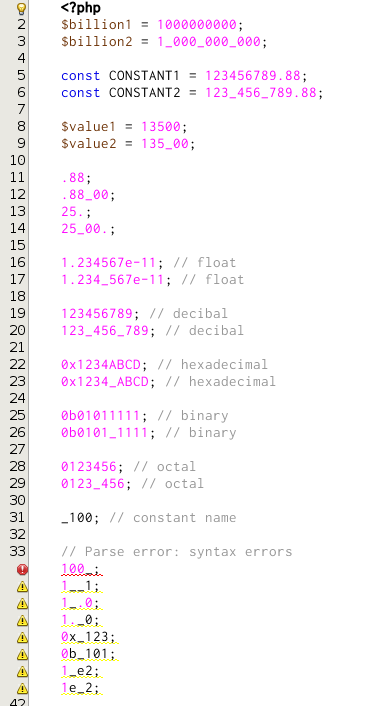 <?php
2 $billion1 = 1000000000;
3 $billion2 = 1_000_000_000;
4
5 const CONSTANT1 = 123456789.88;
6 const CONSTANT2 = 123_456_789.88;
7
8 $value1 = 13500;
9 $value2 = 135_00;
10
11 .88;
12 .88_00;
13 25.;
14 25_00.;
15
16 1.234567e-11; // float
17 1.234_567e-11; // float
18
19 123456789; // decibal
20 123_456_789; // decibal
21
22 0x1234ABCD; // hexadecimal
23 0x1234_ABCD; // hexadecimal
24
25 0b01011111; // binary
26 0b0101_1111; // binary
27
28 0123456; // octal
29 0123_456; // octal
30
31 _100; // constant name
32
33 // Parse error: syntax errors
100_;
1__1;
1_.0;
1._0;
0x_123;
0b_101;
1_e2;
1e_2;
42